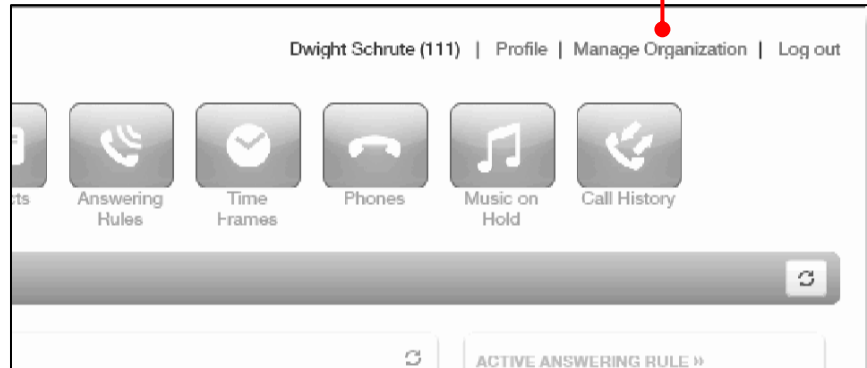 Dwight Schrute (111) | Profile | Manage Organization | Log out
cts Answering Time Phones Music on Call History
Rules Frames Hold
ACTIVE ANSWERING RULE »